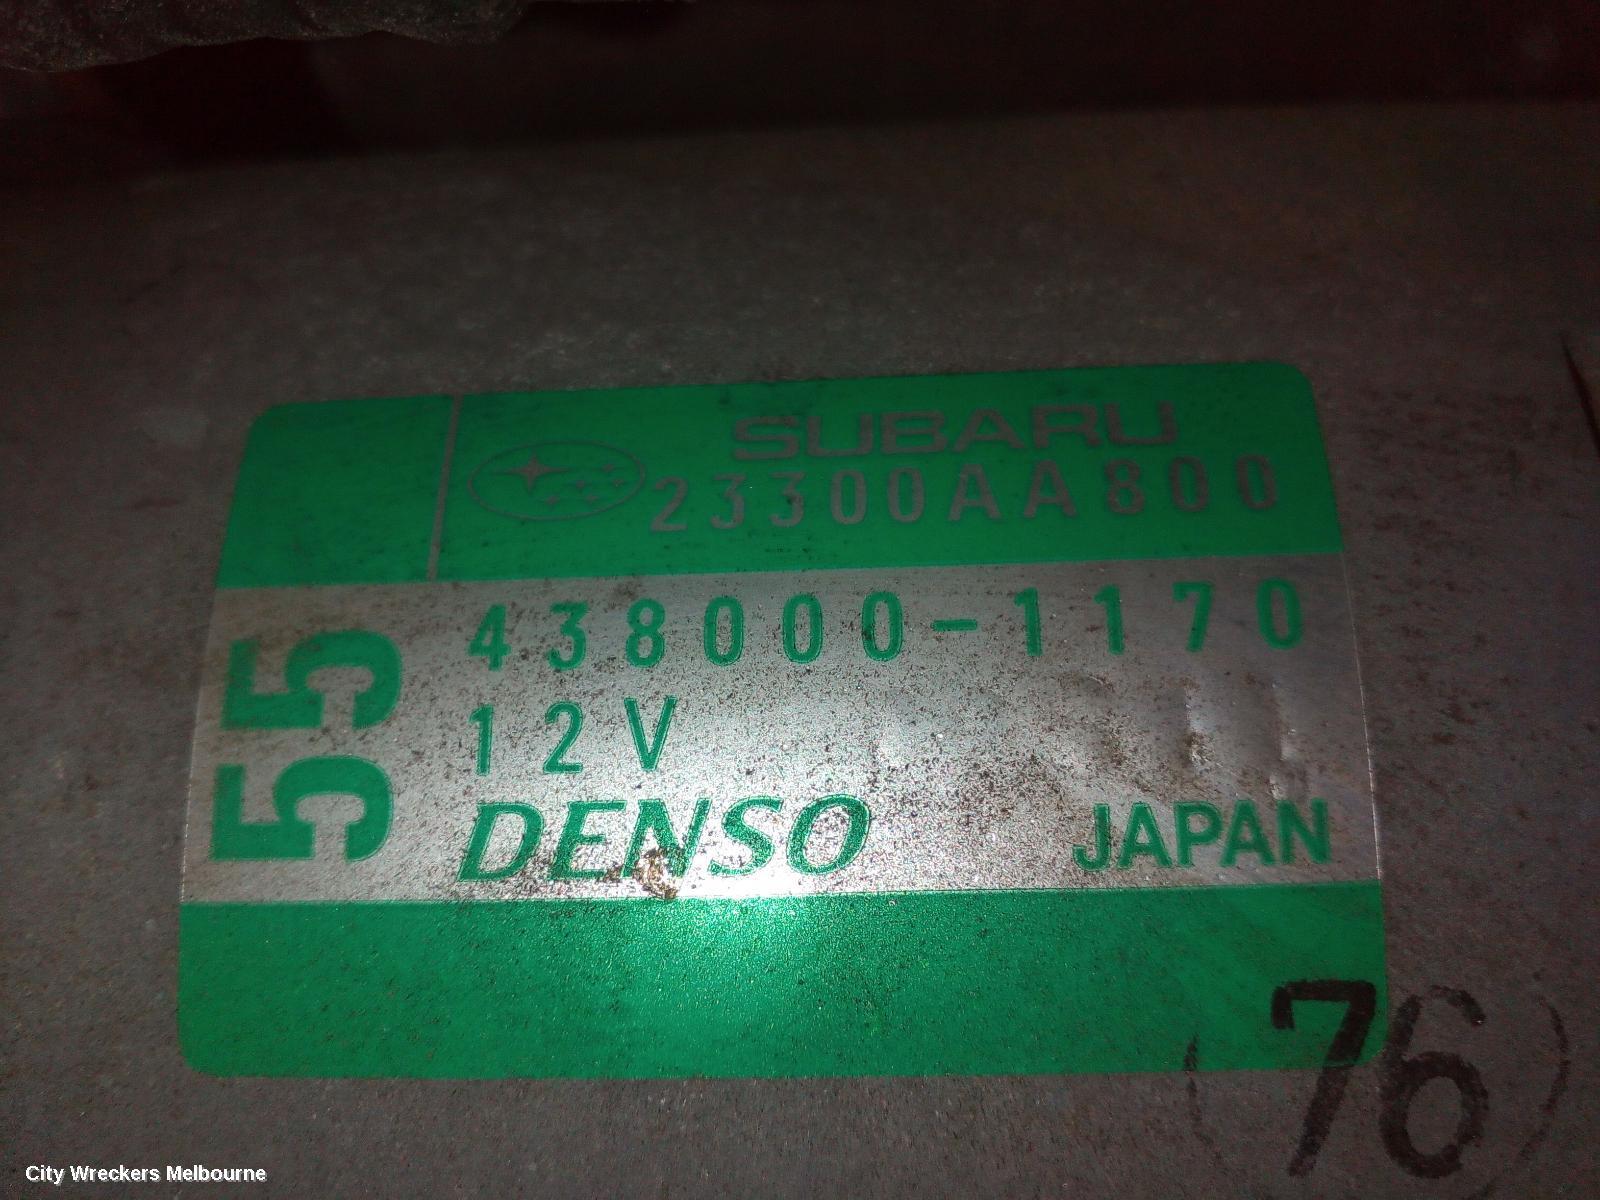 SUBARU
23300AA800
55
438000-1170
12V
DENSO JAPAN
(76)
City Wreckers Melbourne